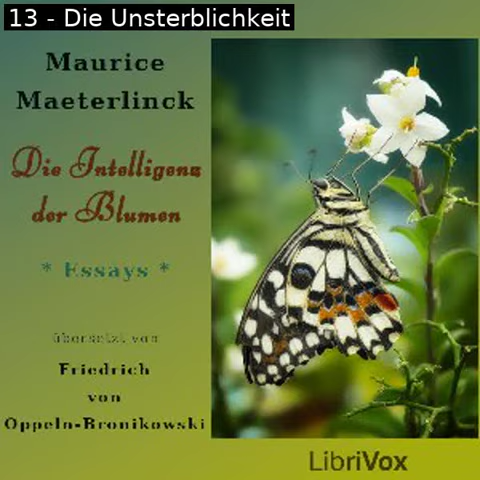 13 - Die Unsterblichkeit
Maurice
Maeterlinck
Die Intelligenz
der Blumen
* Essays *
übersetzt von
Friedrich
von
Oppeln-Bronikowski
LibriVox